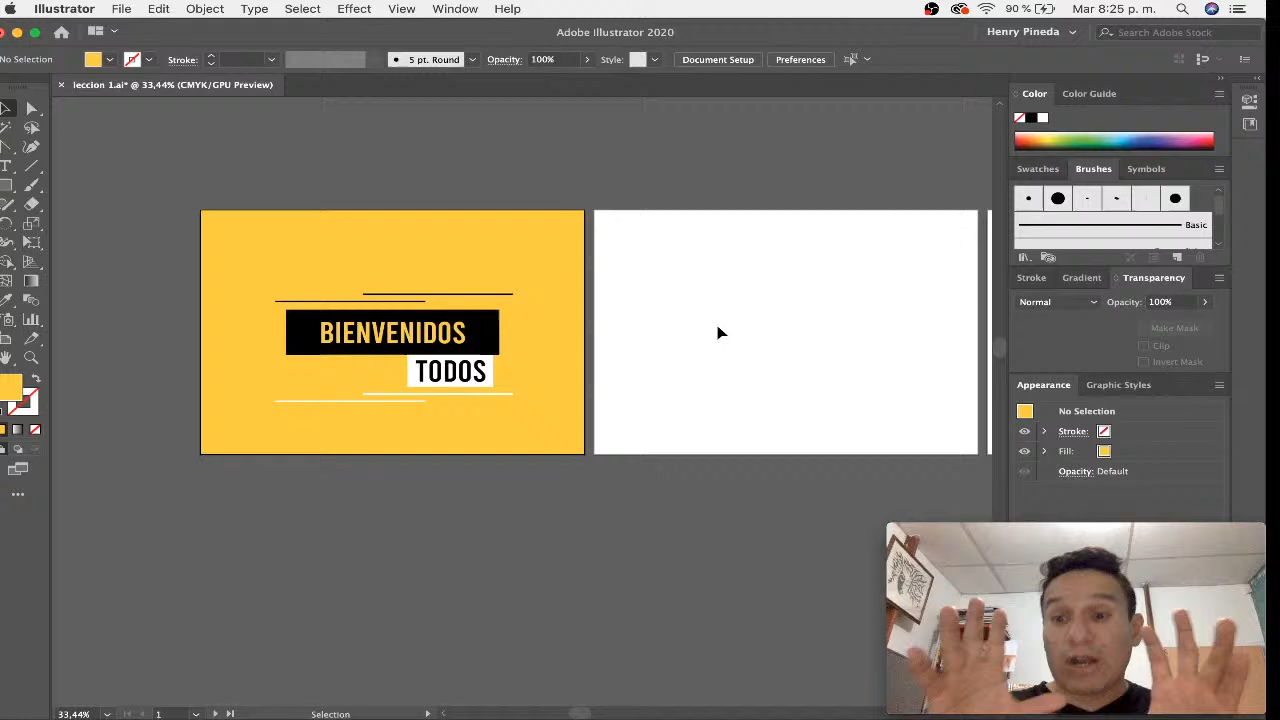 Illustrator File Edit Object Type Select Effect View Window Help 90 % Mar 8:25 p. m.
Adobe Illustrator 2020 Henry Pineda Search Adobe Stock
No Selection Stroke: 5 pt. Round Opacity: 100% Style: Document Setup Preferences
leccion 1.ai* @ 33,44% (CMYK/GPU Preview)
Color Color Guide
Swatches Brushes Symbols
Basic
Stroke Gradient Transparency
Normal Opacity: 100%
Make Mask
Clip
Invert Mask
Appearance Graphic Styles
No Selection
Stroke:
Fill:
Opacity: Default
BIENVENIDOS
TODOS
33,44% 1 Selection